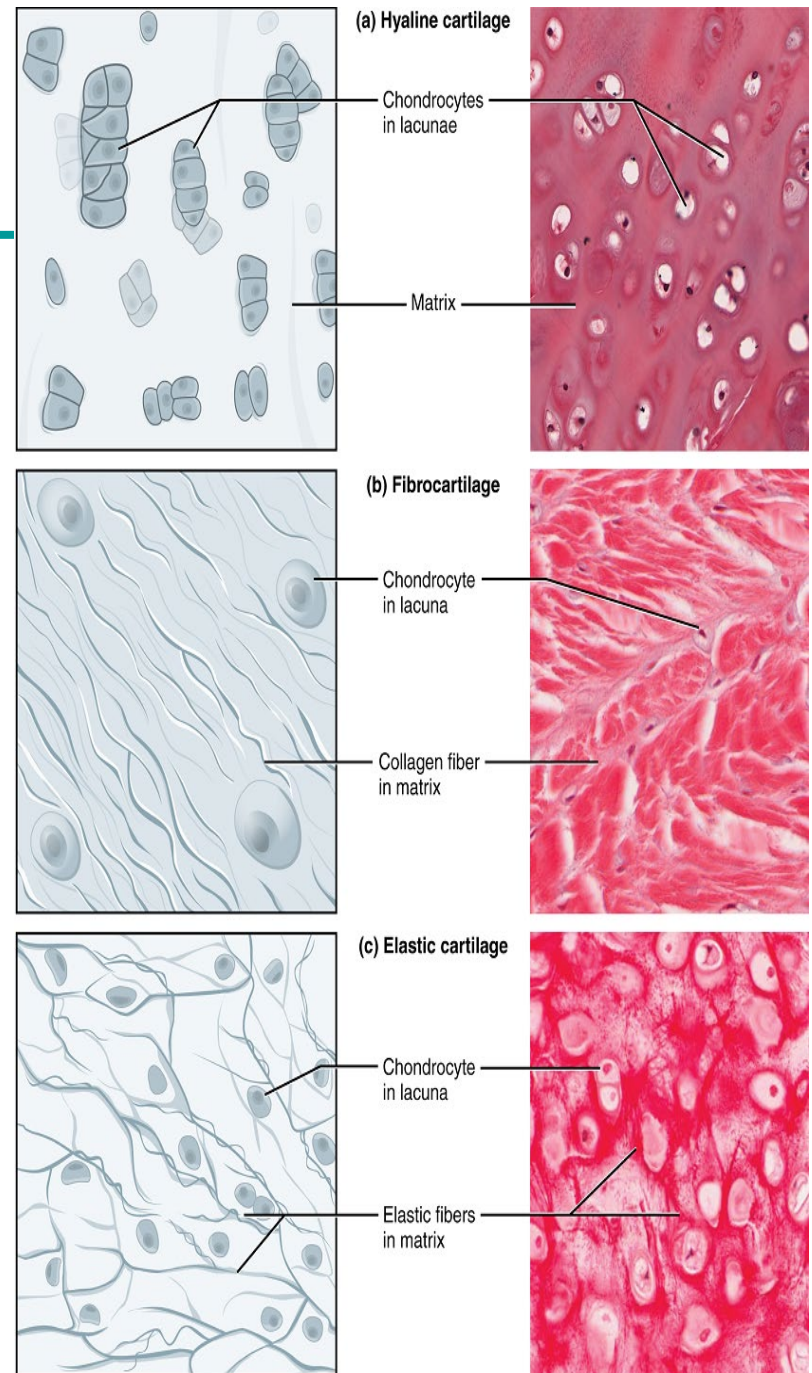 (a) Hyaline cartilage
Chondrocytes
in lacunae
Matrix
(b) Fibrocartilage
Chondrocyte
in lacuna
Collagen fiber
in matrix
(c) Elastic cartilage
Chondrocyte
in lacuna
Elastic fibers
in matrix